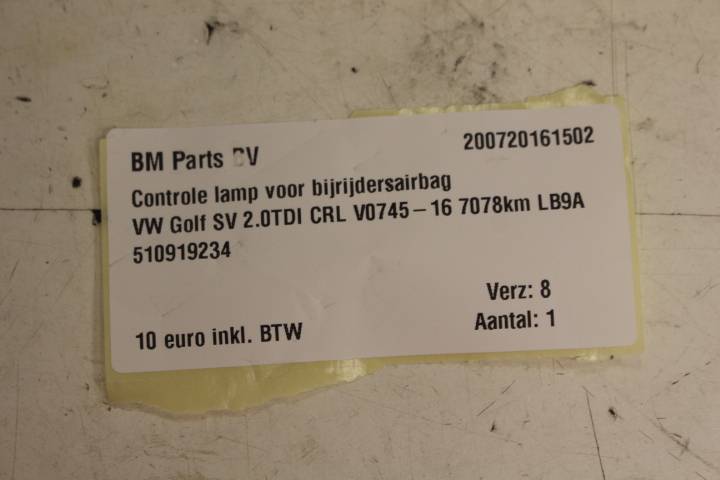 BM Parts BV 200720161502
Controle lamp voor bijrijdersairbag
VW Golf SV 2.0TDI CRL V0745-16 7078km LB9A
510919234
Verz: 8
10 euro inkl. BTW Aantal: 1